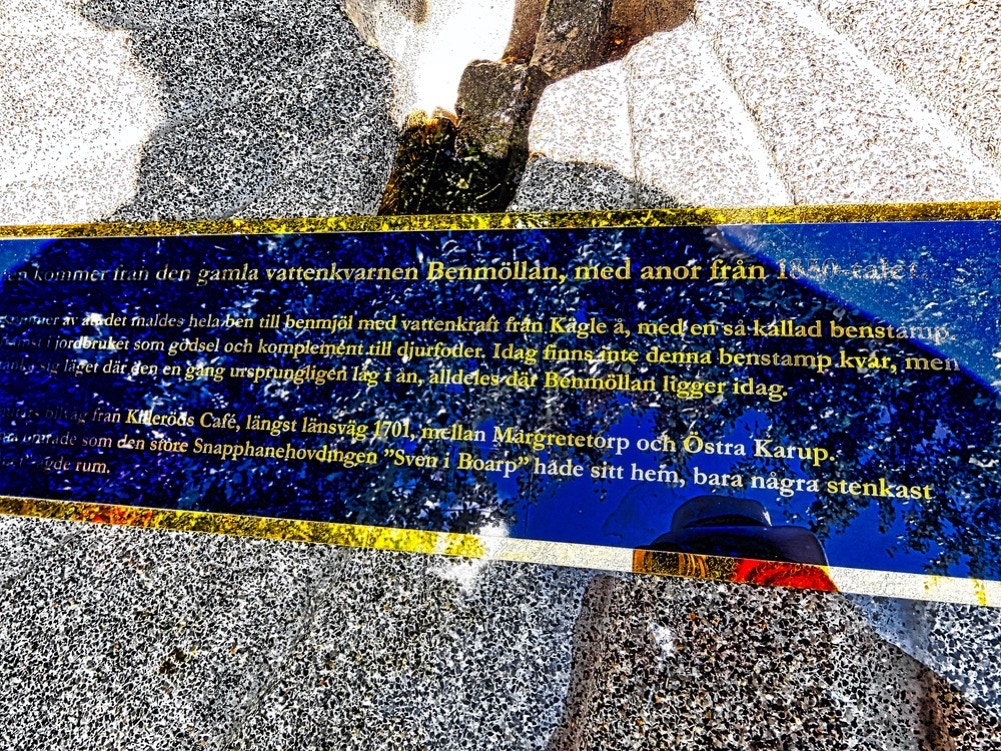 kommer från den gamla vattenkvarnen Benmöllan, med anor från 1850-talet.
av maldes hela ben till benmjöl med vattenkraft från Kägle å, med en så kallad benstamp,
i jordbruket som gödsel och komplement till djurfoder. Idag finns inte denna benstamp kvar, men
sig läget där den en gång ursprungligen låg i ån, alldeles där Benmöllan ligger idag.
från Killeröds Café, längst länsväg 1701, mellan Margretetorp och Östra Karup.
område som den store Snapphanehövdingen "Sven i Boarp" hade sitt hem, bara några stenkast
rum.